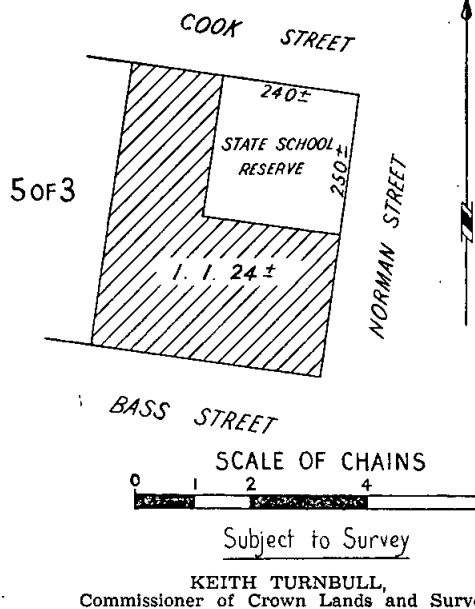 COOK STREET
240±
STATE SCHOOL
RESERVE
250±
NORMAN STREET
5 OF 3
1. 1. 24±
BASS STREET
SCALE OF CHAINS
0 1 2 4
Subject to Survey
KEITH TURNBULL,
Commissioner of Crown Lands and Surve